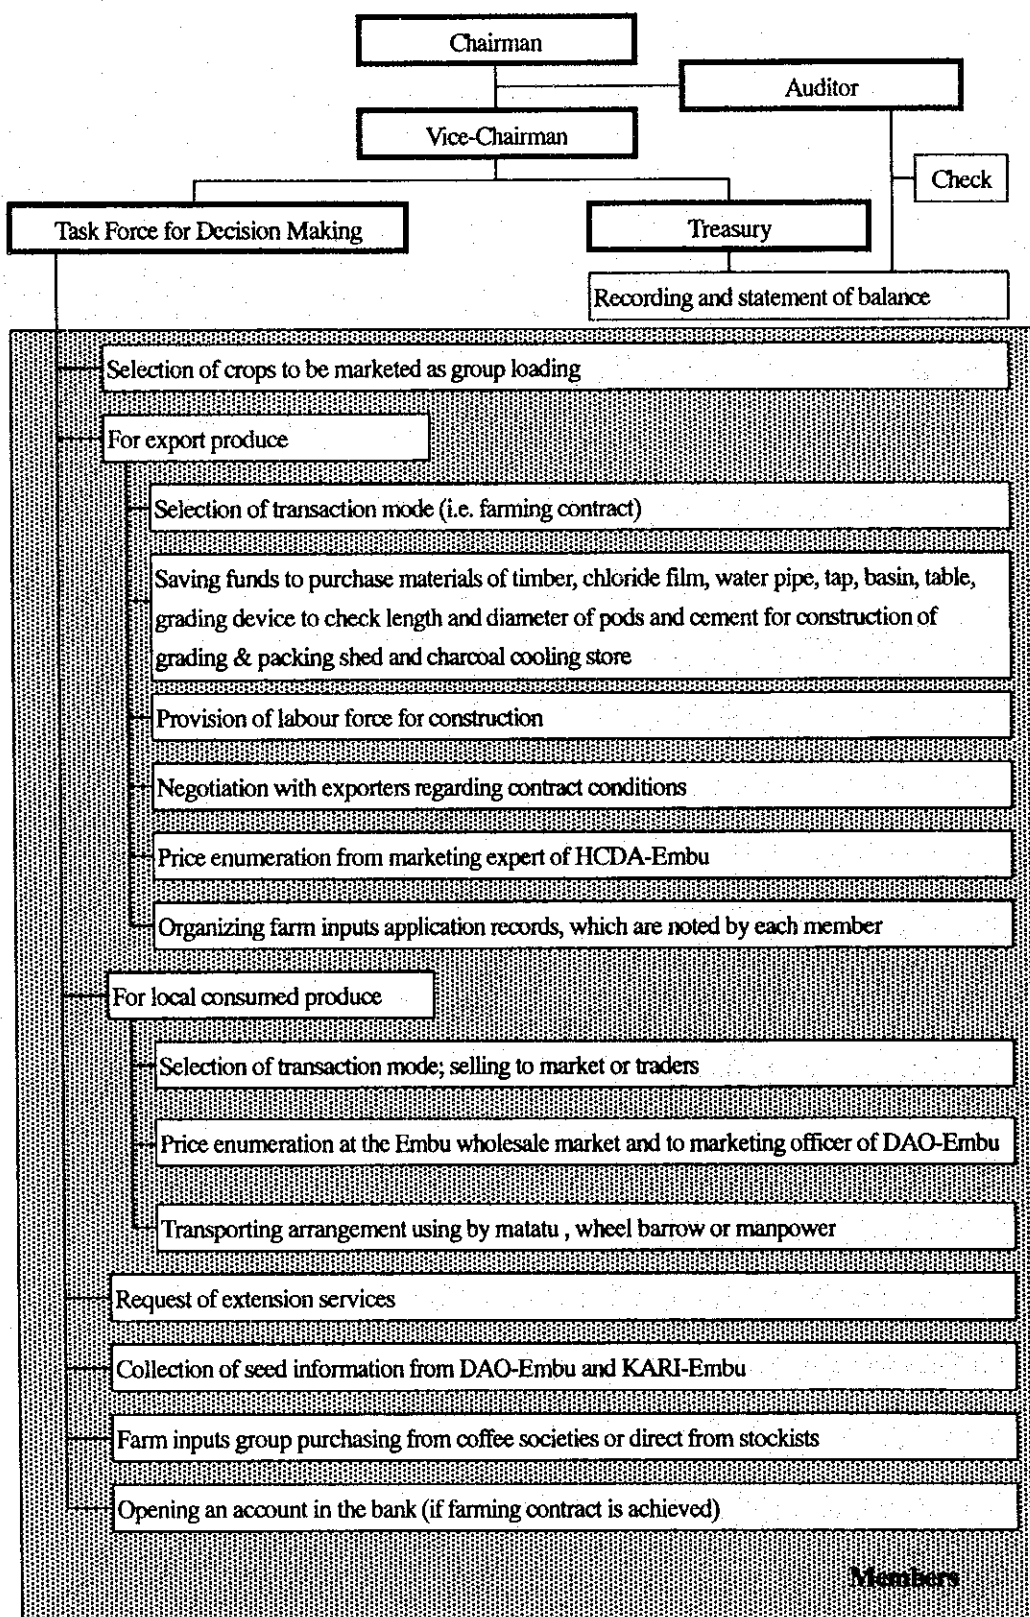 Chairman
Auditor
Vice-Chairman
Check
Task Force for Decision Making
Treasury
Recording and statement of balance
Selection of crops to be marketed as group loading
For export produce
Selection of transaction mode (i.e. farming contract)
Saving funds to purchase materials of timber, chloride film, water pipe, tap, basin, table,
grading device to check length and diameter of pods and cement for construction of
grading & packing shed and charcoal cooling store
Provision of labour force for construction
Negotiation with exporters regarding contract conditions
Price enumeration from marketing expert of HCDA-Embu
Organizing farm inputs application records, which are noted by each member
For local consumed produce
Selection of transaction mode; selling to market or traders
Price enumeration at the Embu wholesale market and to marketing officer of DAO-Embu
Transporting arrangement using by matatu , wheel barrow or manpower
Request of extension services
Collection of seed information from DAO-Embu and KARI-Embu
Farm inputs group purchasing from coffee societies or direct from stockists
Opening an account in the bank (if farming contract is achieved)
Members